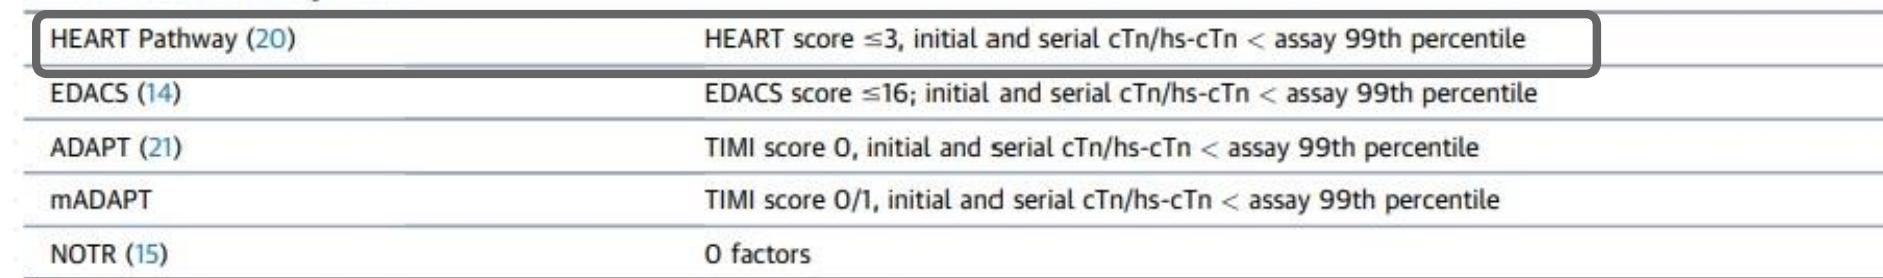 HEART Pathway (20) HEART score ≤3, initial and serial cTn/hs-cTn < assay 99th percentile
EDACS (14) EDACS score ≤16; initial and serial cTn/hs-cTn < assay 99th percentile
ADAPT (21) TIMI score 0, initial and serial cTn/hs-cTn < assay 99th percentile
mADAPT TIMI score 0/1, initial and serial cTn/hs-cTn < assay 99th percentile
NOTR (15) 0 factors